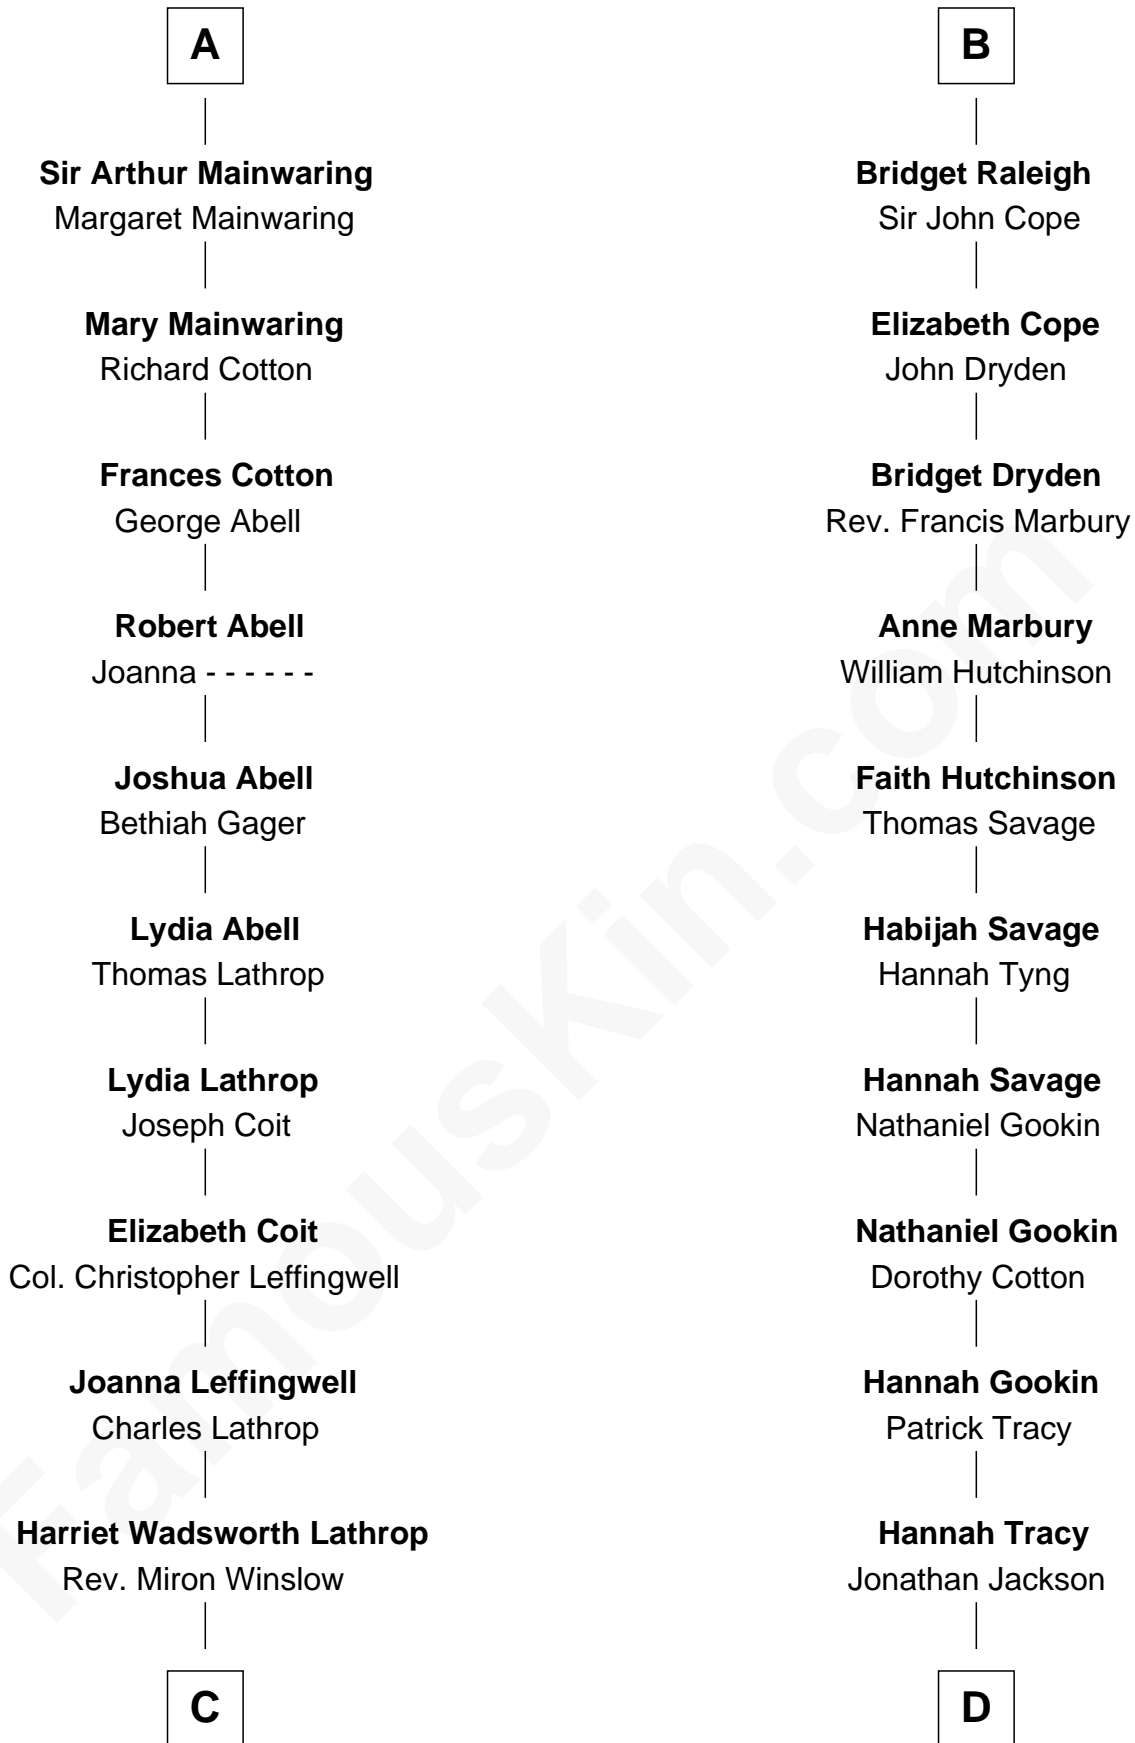 A
Sir Arthur Mainwaring
Margaret Mainwaring
Mary Mainwaring
Richard Cotton
Frances Cotton
George Abell
Robert Abell
Joanna - - - - - -
Joshua Abell
Bethiah Gager
Lydia Abell
Thomas Lathrop
Lydia Lathrop
Joseph Coit
Elizabeth Coit
Col. Christopher Leffingwell
Joanna Leffingwell
Charles Lathrop
Harriet Wadsworth Lathrop
Rev. Miron Winslow
C
B
Bridget Raleigh
Sir John Cope
Elizabeth Cope
John Dryden
Bridget Dryden
Rev. Francis Marbury
Anne Marbury
William Hutchinson
Faith Hutchinson
Thomas Savage
Habijah Savage
Hannah Tyng
Hannah Savage
Nathaniel Gookin
Nathaniel Gookin
Dorothy Cotton
Hannah Gookin
Patrick Tracy
Hannah Tracy
Jonathan Jackson
D
FamousKin.com